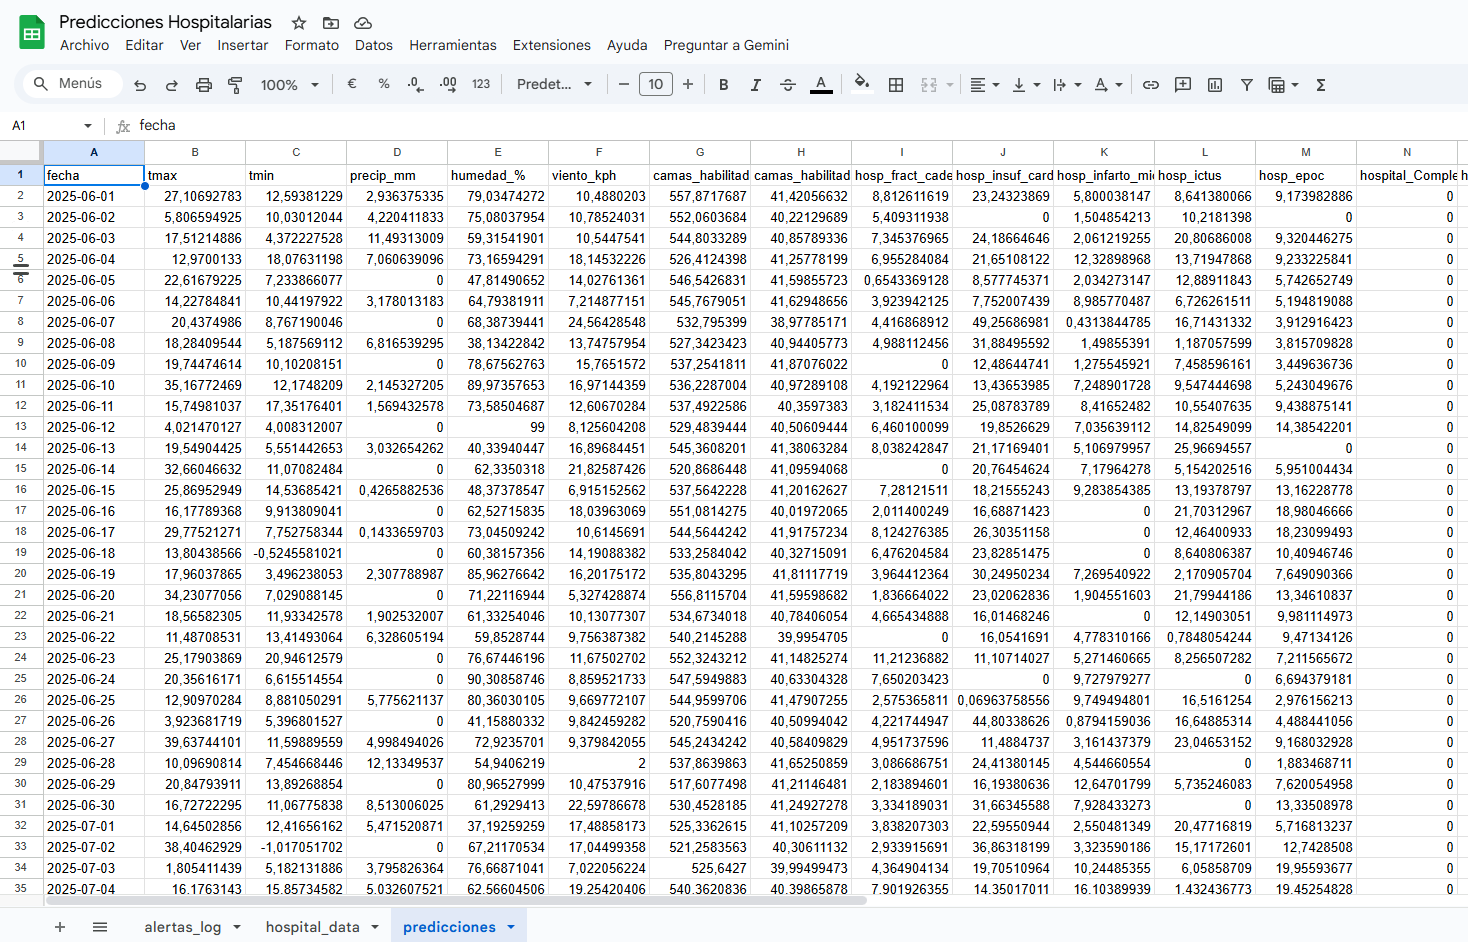 Predicciones Hospitalarias
Archivo Editar Ver Insertar Formato Datos Herramientas Extensiones Ayuda Preguntar a Gemini
Menús 100% € % .0 .00 123 Predet... − 10 + B I A Σ
A1 fx fecha
A B C D E F G H I J K L M N
1 fecha tmax tmin precip_mm humedad_% viento_kph camas_habilitad camas_habilitad hosp_fract_cade hosp_insuf_card hosp_infarto_mi hosp_ictus hosp_epoc hospital_Comple h
2 2025-06-01 27,10692783 12,59381229 2,936375335 79,03474272 10,4880203 557,8717687 41,42056632 8,812611619 23,24323869 5,800038147 8,641380066 9,173982886 0
3 2025-06-02 5,806594925 10,03012044 4,220411833 75,08037954 10,78524031 552,0603684 40,22129689 5,409311938 0 1,504854213 10,2181398 0 0
4 2025-06-03 17,51214886 4,372227528 11,49313009 59,31541901 10,5447541 544,8033289 40,85789336 7,345376965 24,18664646 2,061219255 20,80686008 9,320446275 0
5 2025-06-04 12,9700133 18,07631198 7,060639096 73,16594291 18,14532226 526,4124398 41,25778199 6,955284084 21,65108122 12,32898968 13,71947868 9,233225841 0
6 2025-06-05 22,61679225 7,233866077 0 47,81490652 14,02761361 546,5426831 41,59855723 0,6543369128 8,577745371 2,034273147 12,88911843 5,742652749 0
7 2025-06-06 14,22784841 10,44197922 3,178013183 64,79381911 7,214877151 545,7679051 41,62948656 3,923942125 7,752007439 8,985770487 6,726261511 5,194819088 0
8 2025-06-07 20,4374986 8,767190046 0 68,38739441 24,56428548 532,795399 38,97785171 4,416868912 49,25686981 0,4313844785 16,71431332 3,912916423 0
9 2025-06-08 18,28409544 5,187569112 6,816539295 38,13422842 13,74757954 527,3423423 40,94405773 4,988112456 31,88495592 1,49855391 1,187057599 3,815709828 0
10 2025-06-09 19,74474614 10,10208151 0 78,67562763 15,7651572 537,2541811 41,87076022 0 12,48644741 1,275545921 7,458596161 3,449636736 0
11 2025-06-10 35,16772469 12,1748209 2,145327205 89,97357653 16,97144359 536,2287004 40,97289108 4,192122964 13,43653985 7,248901728 9,547444698 5,243049676 0
12 2025-06-11 15,74981037 17,35176401 1,569432578 73,58504687 12,60670284 537,4922586 40,3597383 3,182411534 25,08783789 8,41652482 10,55407635 9,438875141 0
13 2025-06-12 4,021470127 4,008312007 0 99 8,125604208 529,4839444 40,50609444 6,460100099 19,8526629 7,035639112 14,82549099 14,38542201 0
14 2025-06-13 19,54904425 5,551442653 3,032654262 40,33940447 16,89684451 545,3608201 41,38063284 8,038242847 21,17169401 5,106979957 25,96694557 0 0
15 2025-06-14 32,66046632 11,07082484 0 62,3350318 21,82587426 520,8686448 41,09594068 0 20,76454624 7,17964278 5,154202516 5,951004434 0
16 2025-06-15 25,86952949 14,53685421 0,4265882536 48,37378547 6,915152562 537,5642228 41,20162627 7,28121511 18,21555243 9,283854385 13,19378797 13,16228778 0
17 2025-06-16 16,17789368 9,913809041 0 62,52715835 18,03963069 551,0814275 40,01972065 2,011400249 16,68871423 0 21,70312967 18,98046666 0
18 2025-06-17 29,77521271 7,752758344 0,1433659703 73,04509242 10,6145691 544,5644242 41,91757234 8,124276385 26,30351158 0 12,46400933 18,23099493 0
19 2025-06-18 13,80438566 -0,5245581021 0 60,38157356 14,19088382 533,2584042 40,32715091 6,476204584 23,82851475 0 8,640806387 10,40946746 0
20 2025-06-19 17,96037865 3,496238053 2,307788987 85,96276642 16,20175172 535,8043295 41,81117719 3,964412364 30,24950234 7,269540922 2,170905704 7,649090366 0
21 2025-06-20 34,23077056 7,029088145 0 71,22116944 5,327428874 556,8115704 41,59598682 1,836664022 23,02062836 1,904551603 21,79944186 13,34610837 0
22 2025-06-21 18,56582305 11,93342578 1,902532007 61,33254046 10,13077307 534,6734018 40,78406054 4,665434888 16,01468246 0 12,14903051 9,981114973 0
23 2025-06-22 11,48708531 13,41493064 6,328605194 59,8528744 9,756387382 540,2145288 39,9954705 0 16,0541691 4,778310166 0,7848054244 9,47134126 0
24 2025-06-23 25,17903869 20,94612579 0 76,67446196 11,67502702 552,3243212 41,14825274 11,21236882 11,10714027 5,271460665 8,256507282 7,211565672 0
25 2025-06-24 20,35616171 6,615514554 0 90,30858746 8,859521733 547,5949883 40,63304328 7,650203423 0 9,727979277 0 6,694379181 0
26 2025-06-25 12,90970284 8,881050291 5,775621137 80,36030105 9,669772107 544,9599706 41,47907255 2,575365811 0,06963758556 9,749494801 16,5161254 2,976156213 0
27 2025-06-26 3,923681719 5,396801527 0 41,15880332 9,842459282 520,7590416 40,50994042 4,221744947 44,80338626 0,8794159036 16,64885314 4,488441056 0
28 2025-06-27 39,63744101 11,59889559 4,998494026 72,9235701 9,379842055 545,2434242 40,58409829 4,951737596 11,4884737 3,161437379 23,04653152 9,168032928 0
29 2025-06-28 10,09690814 7,454668446 12,13349537 54,9406219 2 537,8639863 41,65250859 3,086686751 24,41380145 4,544660554 0 1,883468711 0
30 2025-06-29 20,84793911 13,89268854 0 80,96527999 10,47537916 517,6077498 41,21146481 2,183894601 16,19380636 12,64701799 5,735246083 7,620054958 0
31 2025-06-30 16,72722295 11,06775838 8,513006025 61,2929413 22,59786678 530,4528185 41,24927278 3,334189031 31,66345588 7,928433273 0 13,33508978 0
32 2025-07-01 14,64502856 12,41656162 5,471520871 37,19259259 17,48858173 525,3362615 41,10257209 3,838207303 22,59550944 2,550481349 20,47716819 5,716813237 0
33 2025-07-02 38,40462929 -1,017051702 0 67,21170534 17,04499358 521,2583563 40,30611132 2,933915691 36,86318199 3,323590186 15,17172601 12,7428508 0
34 2025-07-03 1,805411439 5,182131886 3,795826364 76,66871041 7,022056224 525,6427 39,99499473 4,364904134 19,70510964 10,24485355 6,05858709 19,95593677 0
35 2025-07-04 16,1763143 15,85734582 5,032607521 62,56604506 19,25420406 540,3620836 40,39865878 7,901926355 14,35017011 16,10389939 1,432436773 19,45254828 0
alertas_log hospital_data predicciones